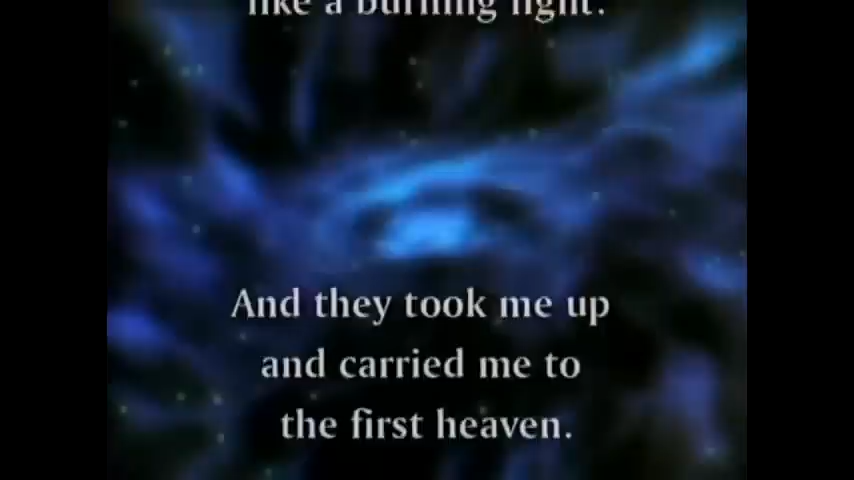 like a burning light.
And they took me up
and carried me to
the first heaven.